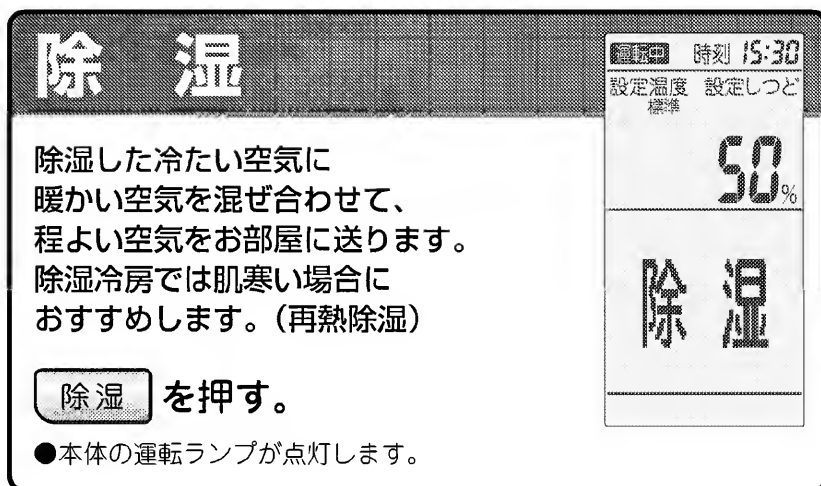 除 湿
運転中 時刻 15:30
設定温度 設定しつど
標準
50%
除 湿
除湿した冷たい空気に
暖かい空気を混ぜ合わせて、
程よい空気をお部屋に送ります。
除湿冷房では肌寒い場合に
おすすめします。(再熱除湿)
除湿 を押す。
●本体の運転ランプが点灯します。